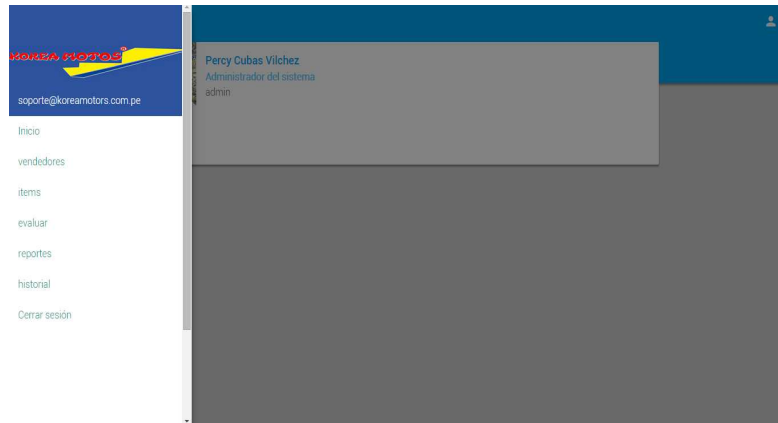 KOREA MOTOS
soporte@koreamotors.com.pe
Inicio
vendedores
items
evaluar
reportes
historial
Cerrar sesión
Percy Cubas Vilchez
Administrador del sistema
admin